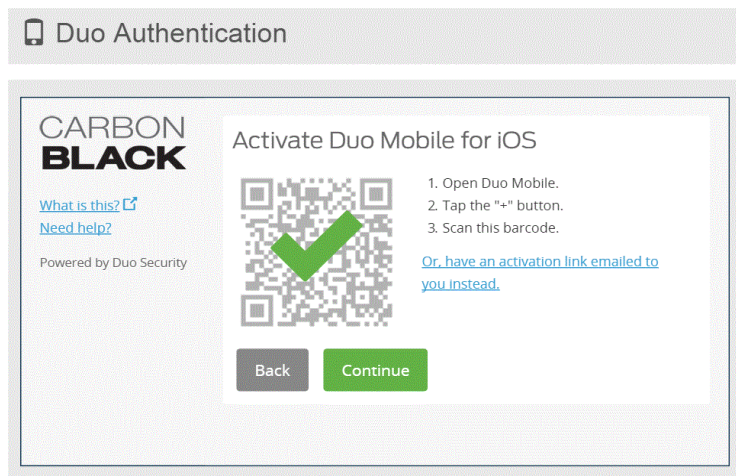 Duo Authentication
CARBON
BLACK
What is this?
Need help?
Powered by Duo Security
Activate Duo Mobile for iOS
1. Open Duo Mobile.
2. Tap the "+" button.
3. Scan this barcode.
Or, have an activation link emailed to
you instead.
Back
Continue